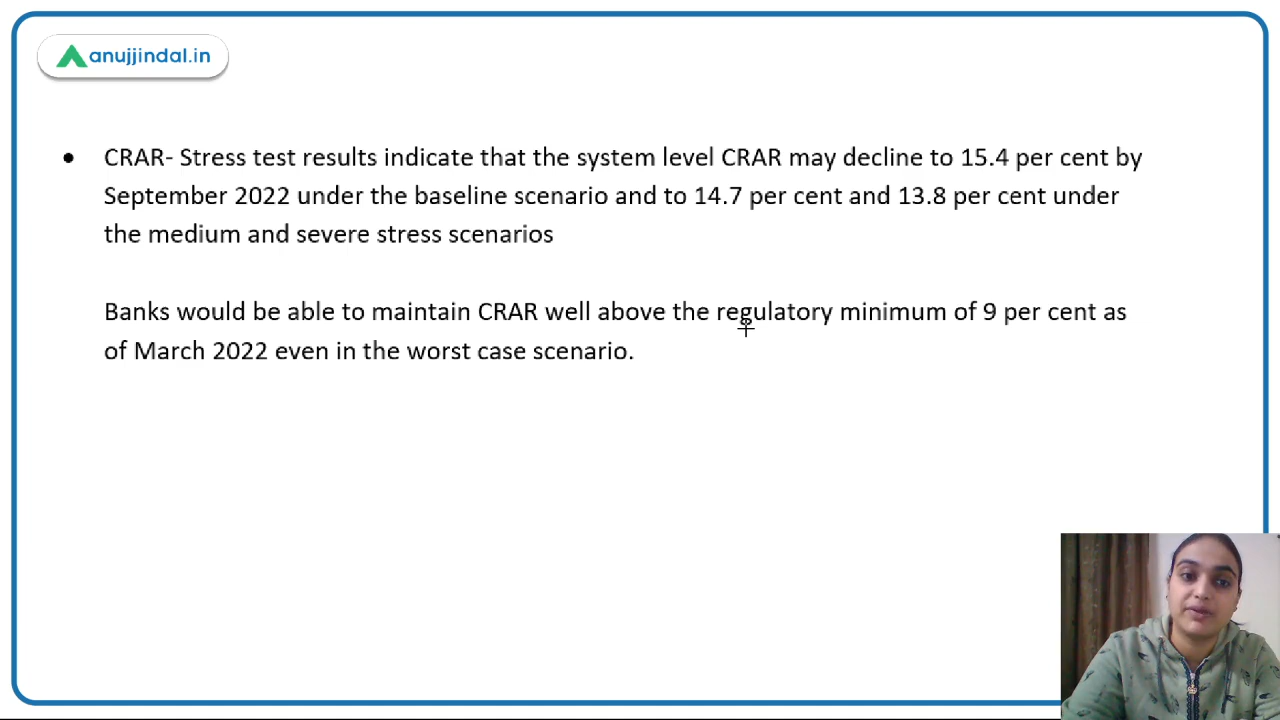 anujjindal.in
CRAR- Stress test results indicate that the system level CRAR may decline to 15.4 per cent by
September 2022 under the baseline scenario and to 14.7 per cent and 13.8 per cent under
the medium and severe stress scenarios
Banks would be able to maintain CRAR well above the regulatory minimum of 9 per cent as
of March 2022 even in the worst case scenario.